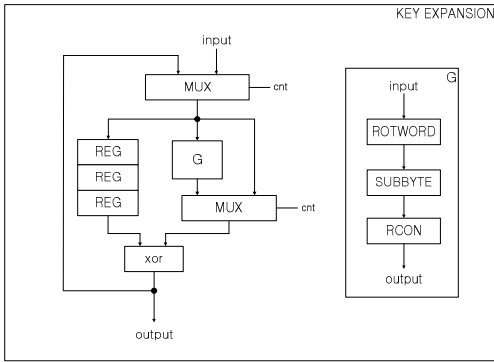 KEY EXPANSION
input
MUX
cnt
REG
REG
REG
G
MUX
cnt
xor
output
G
input
ROTWORD
SUBBYTE
RCON
output